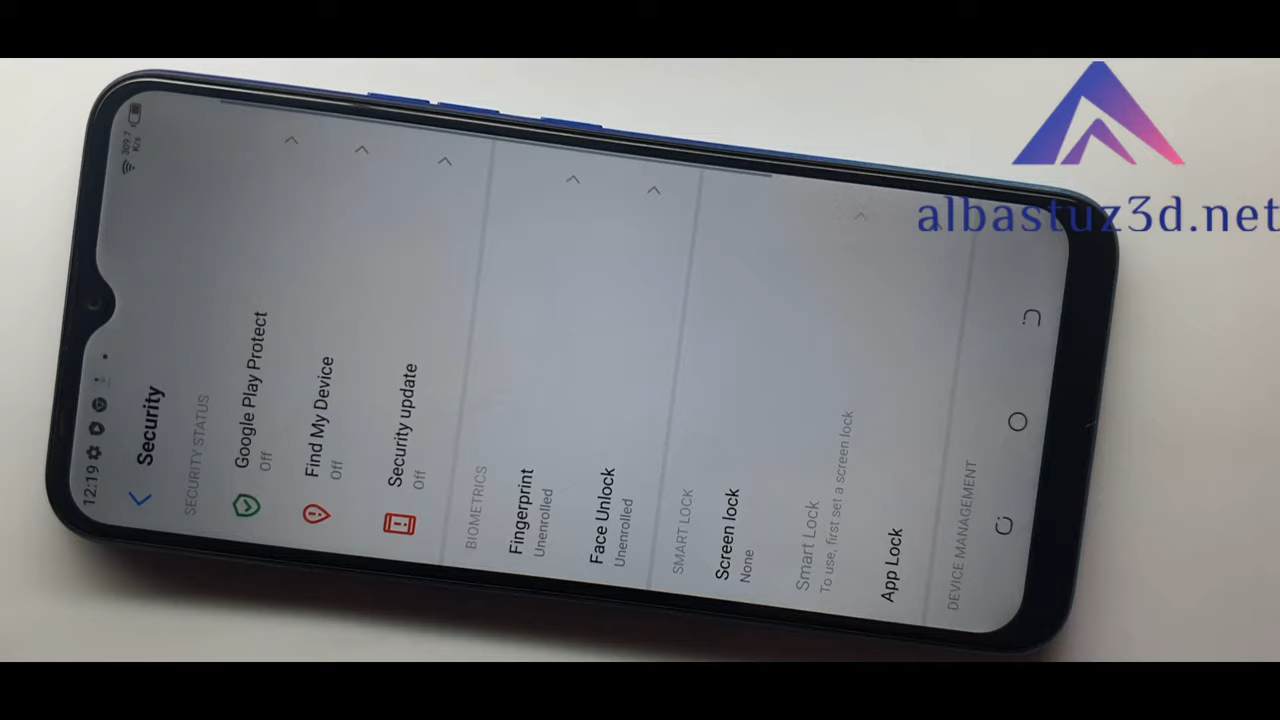 12:19
309.7
K/s
Security
SECURITY STATUS
Google Play Protect
Off
Find My Device
Off
Security update
Off
BIOMETRICS
Fingerprint
Unenrolled
Face Unlock
Unenrolled
SMART LOCK
Screen lock
None
Smart Lock
To use, first set a screen lock
App Lock
DEVICE MANAGEMENT
albastuz3d.net